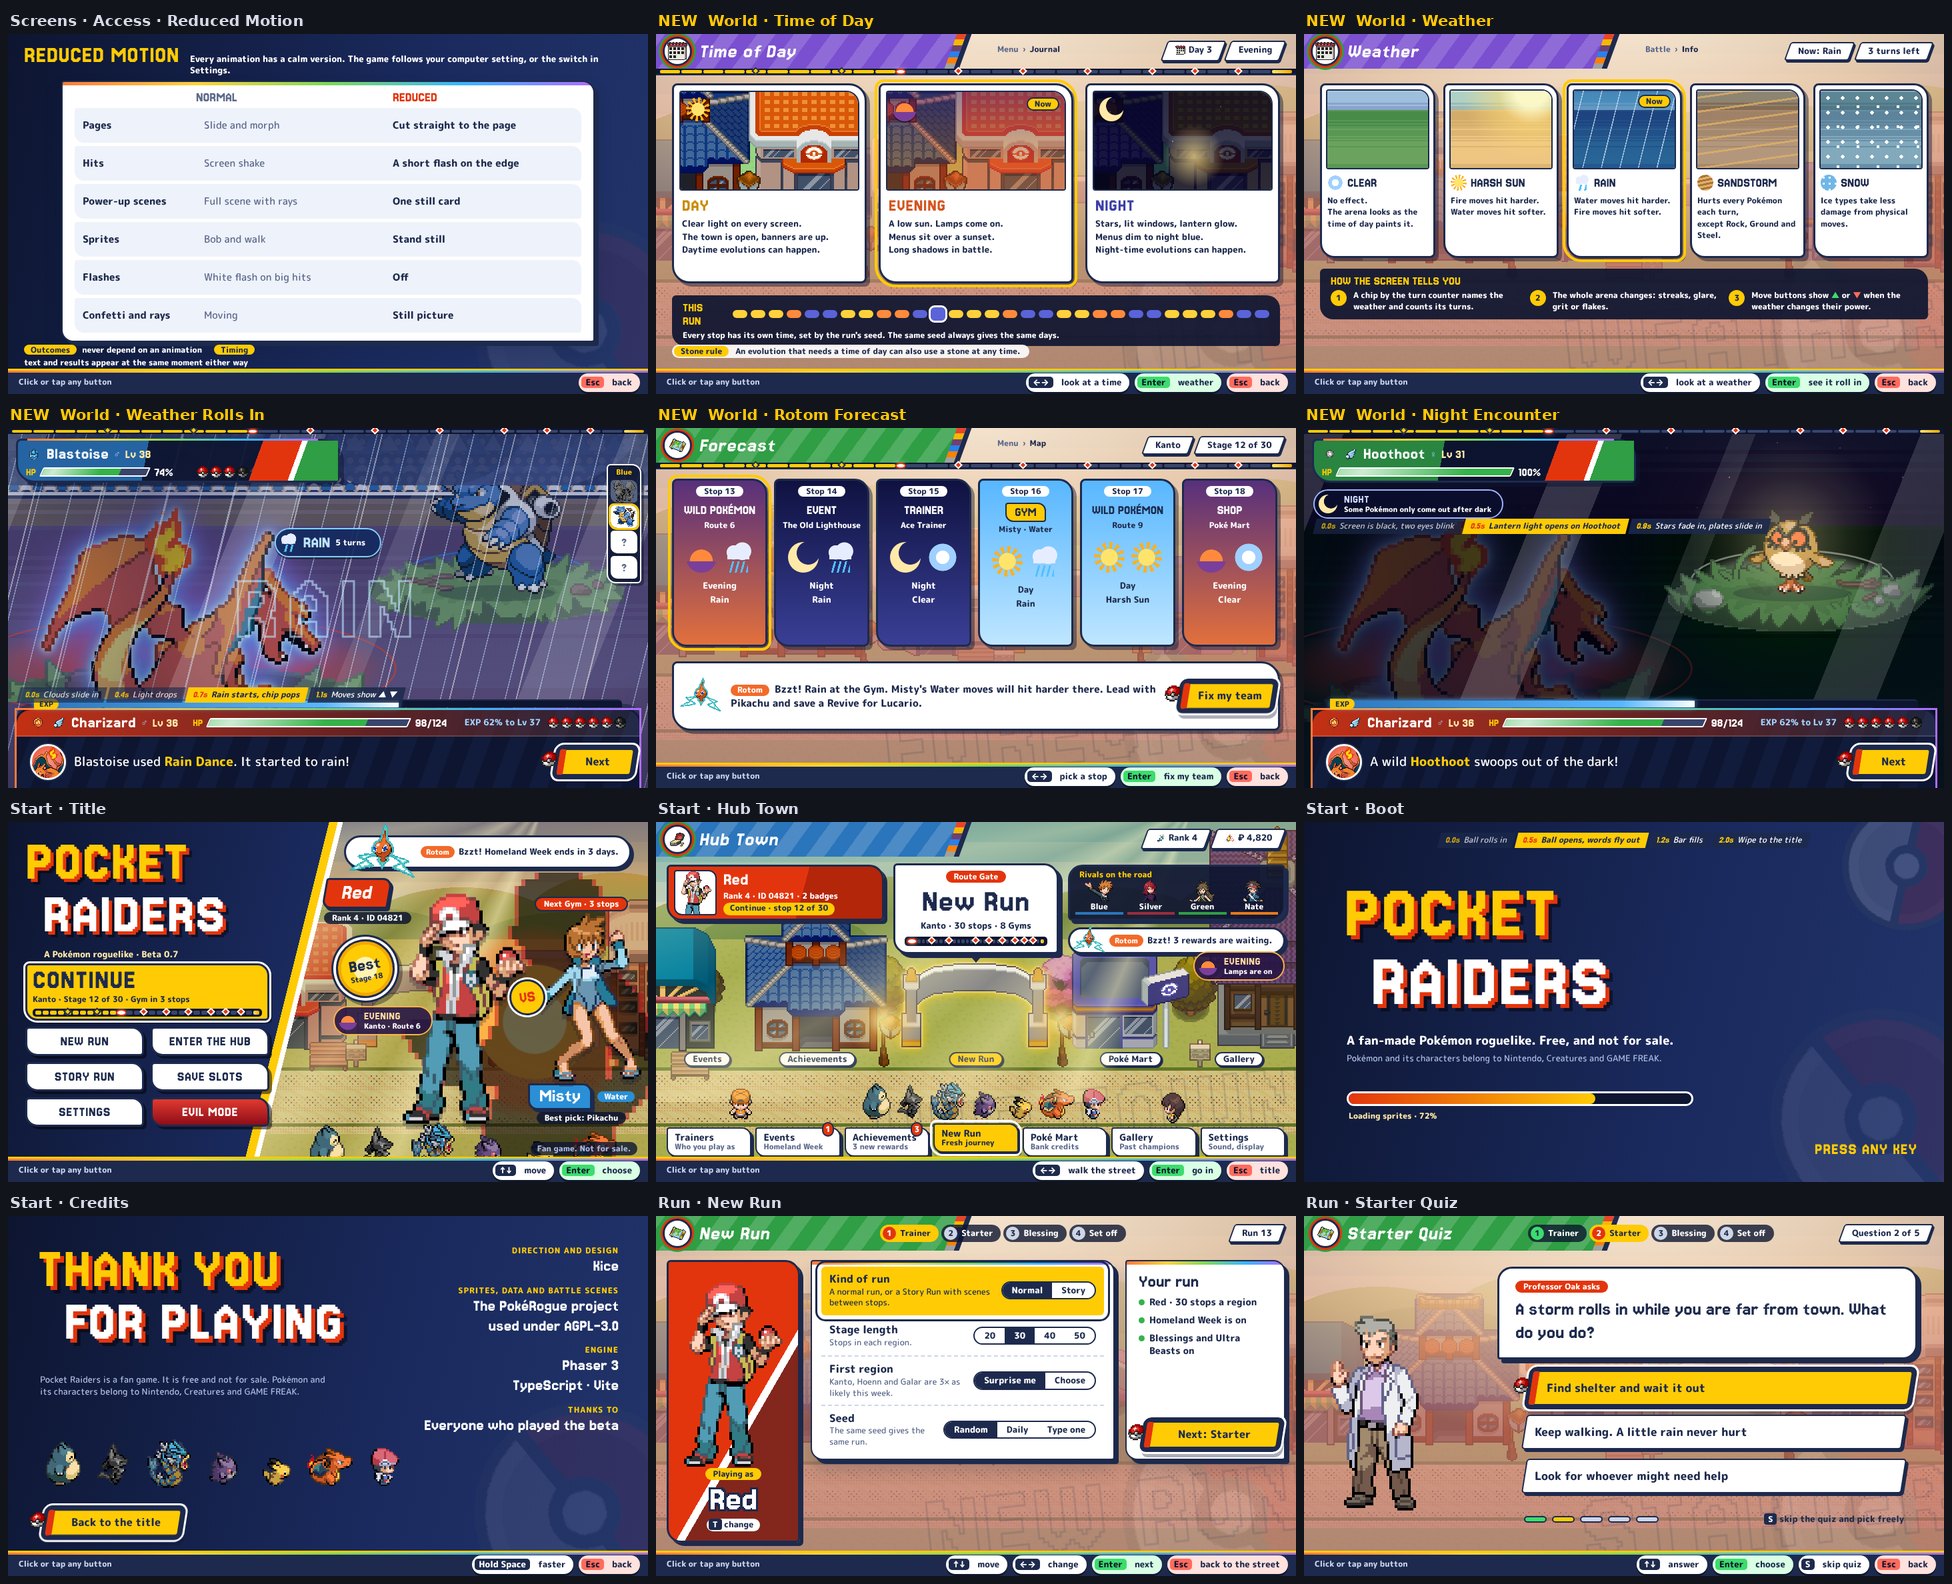 Screens · Access · Reduced Motion
REDUCED MOTION
Every animation has a calm version. The game follows your computer setting, or the switch in
Settings.
NORMAL
REDUCED
Pages
Slide and morph
Cut straight to the page
Hits
Screen shake
A short flash on the edge
Power-up scenes
Full scene with rays
One still card
Sprites
Bob and walk
Stand still
Flashes
White flash on big hits
Off
Confetti and rays
Moving
Still picture
Outcomes never depend on an animation Timing
text and results appear at the same moment either way
Click or tap any button
Esc back
NEW World · Time of Day
Time of Day
Menu › Journal
Day 3
Evening
DAY
Clear light on every screen.
The town is open, banners are up.
Daytime evolutions can happen.
Now
EVENING
A low sun. Lamps come on.
Menus sit over a sunset.
Long shadows in battle.
NIGHT
Stars, lit windows, lantern glow.
Menus dim to night blue.
Night-time evolutions can happen.
THIS
RUN
Every stop has its own time, set by the run's seed. The same seed always gives the same days.
Stone rule An evolution that needs a time of day can also use a stone at any time.
Click or tap any button
look at a time
Enter weather
Esc back
NEW World · Weather
Weather
Battle › Info
Now: Rain
3 turns left
CLEAR
No effect.
The arena looks as the
time of day paints it.
HARSH SUN
Fire moves hit harder.
Water moves hit softer.
Now
RAIN
Water moves hit harder.
Fire moves hit softer.
SANDSTORM
Hurts every Pokémon
each turn,
except Rock, Ground and
Steel.
SNOW
Ice types take less
damage from physical
moves.
HOW THE SCREEN TELLS YOU
1 A chip by the turn counter names the
weather and counts its turns.
2 The whole arena changes: streaks, glare,
grit or flakes.
3 Move buttons show ▲ or ▼ when the
weather changes their power.
WEATHER
Click or tap any button
look at a weather
Enter see it roll in
Esc back
NEW World · Weather Rolls In
Blastoise ♂ Lv 38
HP 74%
Blue
?
?
RAIN 5 turns
RAIN
0.0s Clouds slide in
0.4s Light drops
0.7s Rain starts, chip pops
1.1s Moves show ▲ ▼
EXP
Charizard ♂ Lv 36
HP 98/124
EXP 62% to Lv 37
Blastoise used Rain Dance. It started to rain!
Next
NEW World · Rotom Forecast
Forecast
Menu › Map
Kanto
Stage 12 of 30
Stop 13
WILD POKÉMON
Route 6
Evening
Rain
Stop 14
EVENT
The Old Lighthouse
Night
Rain
Stop 15
TRAINER
Ace Trainer
Night
Clear
Stop 16
GYM
Misty · Water
Day
Rain
Stop 17
WILD POKÉMON
Route 9
Day
Harsh Sun
Stop 18
SHOP
Poké Mart
Evening
Clear
Rotom Bzzt! Rain at the Gym. Misty's Water moves will hit harder there. Lead with
Pikachu and save a Revive for Lucario.
Fix my team
FORECAST
Click or tap any button
pick a stop
Enter fix my team
Esc back
NEW World · Night Encounter
Hoothoot ♀ Lv 31
HP 100%
NIGHT
Some Pokémon only come out after dark
0.0s Screen is black, two eyes blink
0.5s Lantern light opens on Hoothoot
0.8s Stars fade in, plates slide in
EXP
Charizard ♂ Lv 36
HP 98/124
EXP 62% to Lv 37
A wild Hoothoot swoops out of the dark!
Next
Start · Title
POCKET
RAIDERS
A Pokémon roguelike · Beta 0.7
CONTINUE
Kanto · Stage 12 of 30 · Gym in 3 stops
NEW RUN
ENTER THE HUB
STORY RUN
SAVE SLOTS
SETTINGS
EVIL MODE
Rotom Bzzt! Homeland Week ends in 3 days.
Red
Rank 4 · ID 04821
Next Gym · 3 stops
Best
Stage 18
VS
EVENING
Kanto · Route 6
Misty Water
Best pick: Pikachu
Fan game. Not for sale.
Click or tap any button
move
Enter choose
Start · Hub Town
Hub Town
Rank 4
₽ 4,820
Red
Rank 4 · ID 04821 · 2 badges
Continue · stop 12 of 30
Route Gate
New Run
Kanto · 30 stops · 8 Gyms
Rivals on the road
Blue
Silver
Green
Nate
Rotom Bzzt! 3 rewards are waiting.
EVENING
Lamps are on
Events
Achievements
New Run
Poké Mart
Gallery
Trainers
Who you play as
Events
Homeland Week
1
Achievements
3 new rewards
3
New Run
Fresh journey
Poké Mart
Bank credits
Gallery
Past champions
Settings
Sound, display
Click or tap any button
walk the street
Enter go in
Esc title
Start · Boot
0.0s Ball rolls in
0.5s Ball opens, words fly out
1.2s Bar fills
2.0s Wipe to the title
POCKET
RAIDERS
A fan-made Pokémon roguelike. Free, and not for sale.
Pokémon and its characters belong to Nintendo, Creatures and GAME FREAK.
Loading sprites · 72%
PRESS ANY KEY
Start · Credits
THANK YOU
FOR PLAYING
Pocket Raiders is a fan game. It is free and not for sale. Pokémon and
its characters belong to Nintendo, Creatures and GAME FREAK.
DIRECTION AND DESIGN
Kice
SPRITES, DATA AND BATTLE SCENES
The PokéRogue project
used under AGPL-3.0
ENGINE
Phaser 3
TypeScript · Vite
THANKS TO
Everyone who played the beta
Back to the title
Click or tap any button
Hold Space faster
Esc back
Run · New Run
New Run
1 Trainer
2 Starter
3 Blessing
4 Set off
Run 13
Playing as
Red
T change
Kind of run
A normal run, or a Story Run with scenes
between stops.
Normal
Story
Stage length
Stops in each region.
20
30
40
50
First region
Kanto, Hoenn and Galar are 3× as
likely this week.
Surprise me
Choose
Seed
The same seed gives the
same run.
Random
Daily
Type one
Your run
Red · 30 stops a region
Homeland Week is on
Blessings and Ultra
Beasts on
Next: Starter
NEW RUN
Click or tap any button
move
change
Enter next
Esc back to the street
Run · Starter Quiz
Starter Quiz
1 Trainer
2 Starter
3 Blessing
4 Set off
Question 2 of 5
Professor Oak asks
A storm rolls in while you are far from town. What
do you do?
Find shelter and wait it out
Keep walking. A little rain never hurt
Look for whoever might need help
S skip the quiz and pick freely
STARTER
Click or tap any button
answer
Enter choose
S skip quiz
Esc back